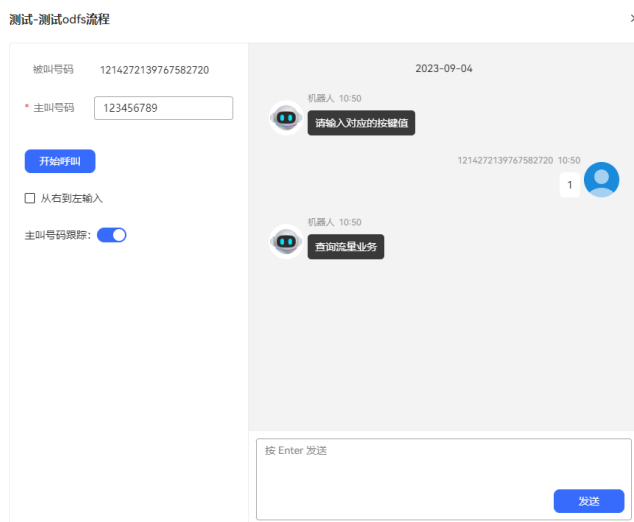 测试-测试odfs流程
被叫号码 1214272139767582720
* 主叫号码 123456789
开始呼叫
从右到左输入
主叫号码跟踪:
2023-09-04
机器人 10:50
请输入对应的按键值
1214272139767582720 10:50
1
机器人 10:50
查询流量业务
按 Enter 发送
发送